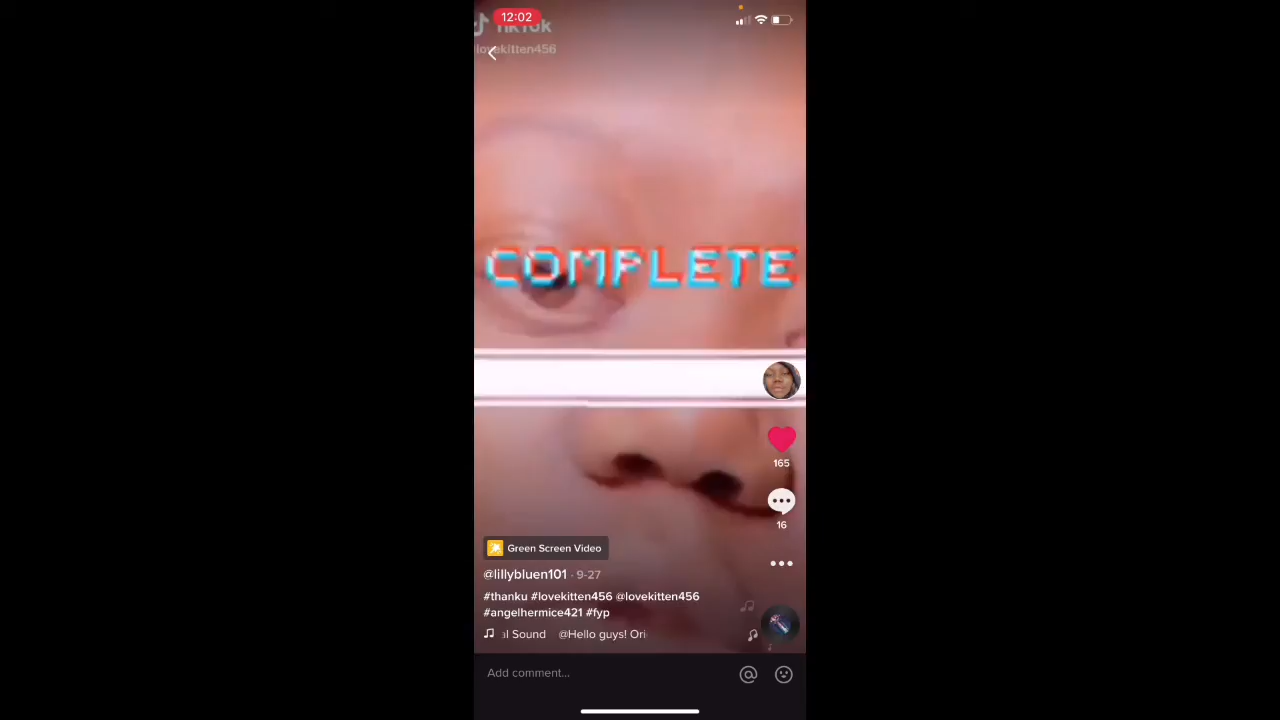 12:02
TikTok
lovekitten456
COMPLETE
165
16
Green Screen Video
@lillybluen101 · 9-27
#thanku #lovekitten456 @lovekitten456
#angelhermice421 #fyp
l Sound @Hello guys! Ori
Add comment...